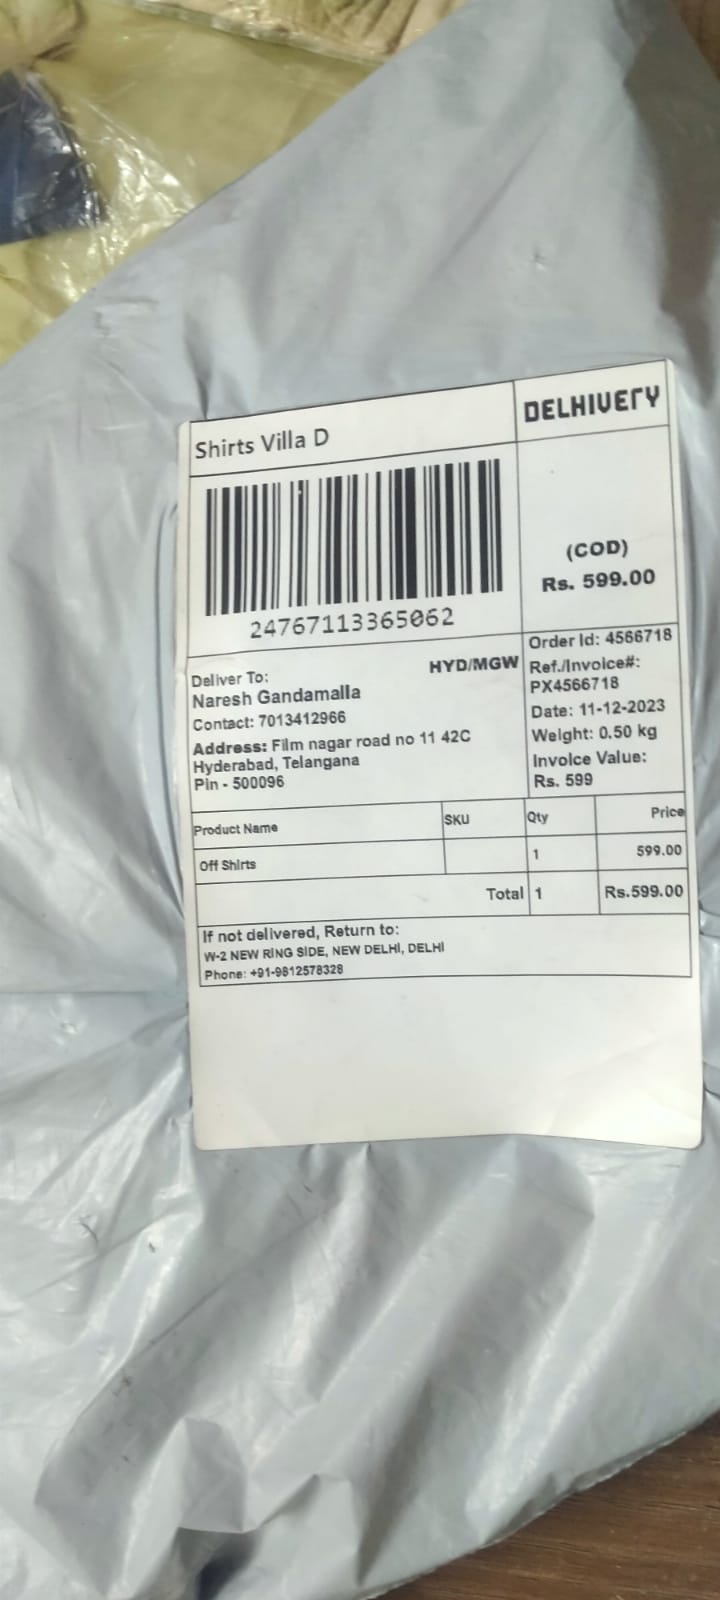 Shirts Villa D
DELHIVERY
24767113365062
(COD)
Rs. 599.00
Deliver To:
HYD/MGW
Naresh Gandamalla
Contact: 7013412966
Address: Film nagar road no 11 42C
Hyderabad, Telangana
Pin - 500096
Order Id: 4566718
Ref./Invoice#:
PX4566718
Date: 11-12-2023
Weight: 0.50 kg
Invoice Value:
Rs. 599
Product Name SKU Qty Price
Off Shirts 1 599.00
Total 1 Rs.599.00
If not delivered, Return to:
W-2 NEW RING SIDE, NEW DELHI, DELHI
Phone: +91-9812578328